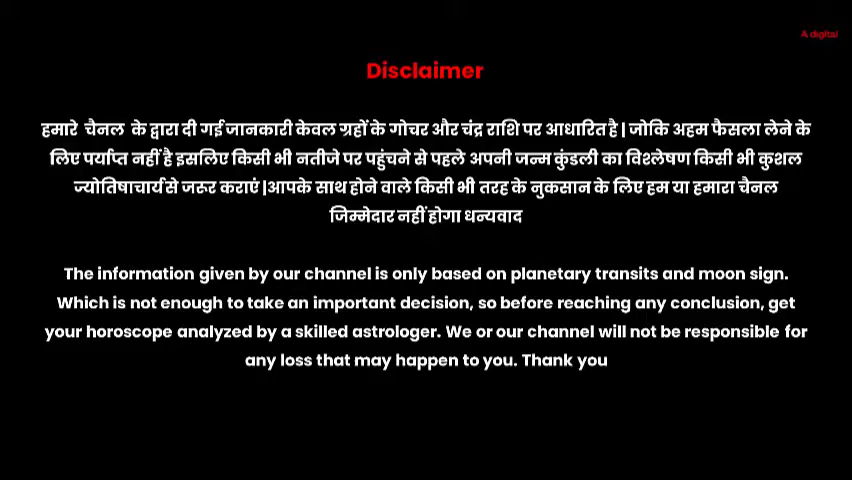 A digital
Disclaimer
हमारे चैनल के द्वारा दी गई जानकारी केवल ग्रहों के गोचर और चंद्र राशि पर आधारित है | जोकि अहम फैसला लेने के
लिए पर्याप्त नहीं है इसलिए किसी भी नतीजे पर पहुंचने से पहले अपनी जन्म कुंडली का विश्लेषण किसी भी कुशल
ज्योतिषाचार्य से जरूर कराएं |आपके साथ होने वाले किसी भी तरह के नुकसान के लिए हम या हमारा चैनल
जिम्मेदार नहीं होगा धन्यवाद
The information given by our channel is only based on planetary transits and moon sign.
Which is not enough to take an important decision, so before reaching any conclusion, get
your horoscope analyzed by a skilled astrologer. We or our channel will not be responsible for
any loss that may happen to you. Thank you